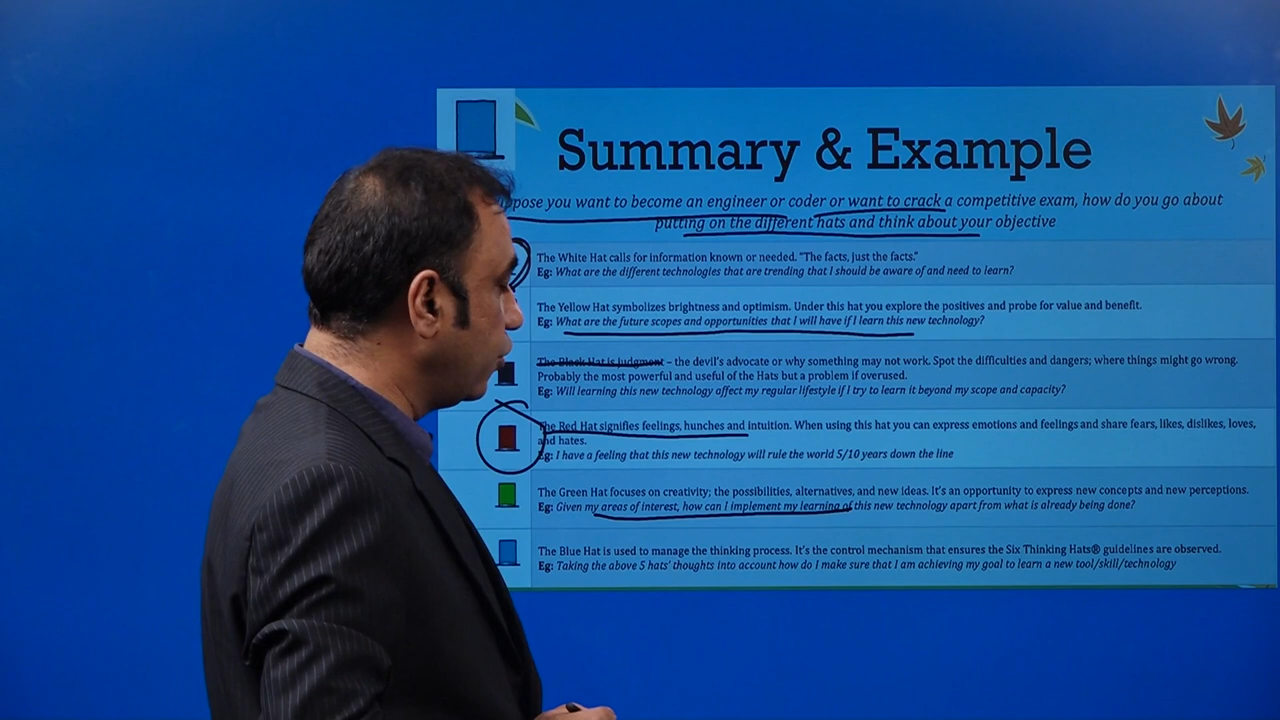 Summary & Example
ppose you want to become an engineer or coder or want to crack a competitive exam, how do you go about
putting on the different hats and think about your objective
The White Hat calls for information known or needed. "The facts, just the facts."
Eg: What are the different technologies that are trending that I should be aware of and need to learn?
The Yellow Hat symbolizes brightness and optimism. Under this hat you explore the positives and probe for value and benefit.
Eg: What are the future scopes and opportunities that I will have if I learn this new technology?
The Black Hat is judgment – the devil's advocate or why something may not work. Spot the difficulties and dangers; where things might go wrong.
Probably the most powerful and useful of the Hats but a problem if overused.
Eg: Will learning this new technology affect my regular lifestyle if I try to learn it beyond my scope and capacity?
The Red Hat signifies feelings, hunches and intuition. When using this hat you can express emotions and feelings and share fears, likes, dislikes, loves,
and hates.
Eg: I have a feeling that this new technology will rule the world 5/10 years down the line
The Green Hat focuses on creativity; the possibilities, alternatives, and new ideas. It's an opportunity to express new concepts and new perceptions.
Eg: Given my areas of interest, how can I implement my learning of this new technology apart from what is already being done?
The Blue Hat is used to manage the thinking process. It's the control mechanism that ensures the Six Thinking Hats® guidelines are observed.
Eg: Taking the above 5 hats' thoughts into account how do I make sure that I am achieving my goal to learn a new tool/skill/technology